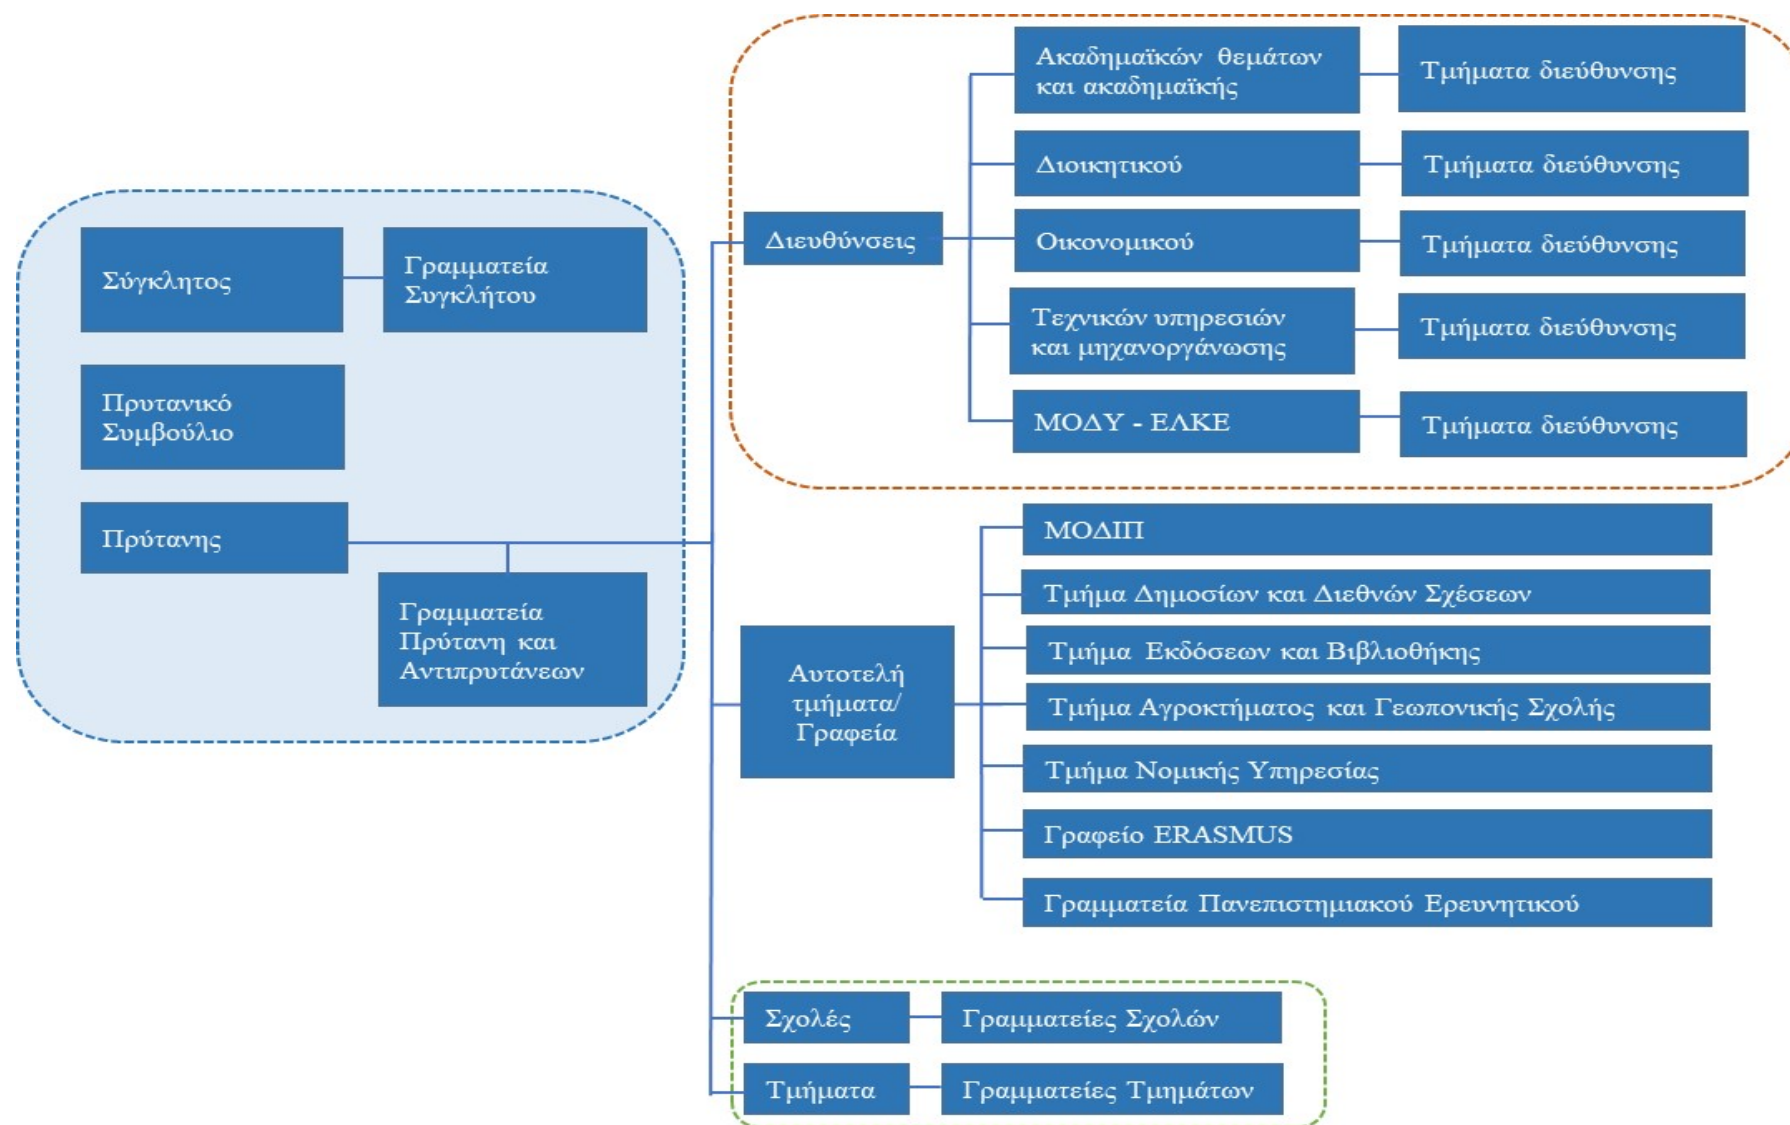 Σύγκλητος
Γραμματεία
Συγκλήτου
Πρυτανικό
Συμβούλιο
Πρύτανης
Γραμματεία
Πρύτανη και
Αντιπρυτάνεων
Διευθύνσεις
Ακαδημαϊκών θεμάτων
και ακαδημαϊκής
Τμήματα διεύθυνσης
Διοικητικού
Τμήματα διεύθυνσης
Οικονομικού
Τμήματα διεύθυνσης
Τεχνικών υπηρεσιών
και μηχανοργάνωσης
Τμήματα διεύθυνσης
ΜΟΔΥ - ΕΛΚΕ
Τμήματα διεύθυνσης
Αυτοτελή
τμήματα/
Γραφεία
ΜΟΔΙΠ
Τμήμα Δημοσίων και Διεθνών Σχέσεων
Τμήμα Εκδόσεων και Βιβλιοθήκης
Τμήμα Αγροκτήματος και Γεωπονικής Σχολής
Τμήμα Νομικής Υπηρεσίας
Γραφείο ERASMUS
Γραμματεία Πανεπιστημιακού Ερευνητικού
Σχολές
Γραμματείες Σχολών
Τμήματα
Γραμματείες Τμημάτων